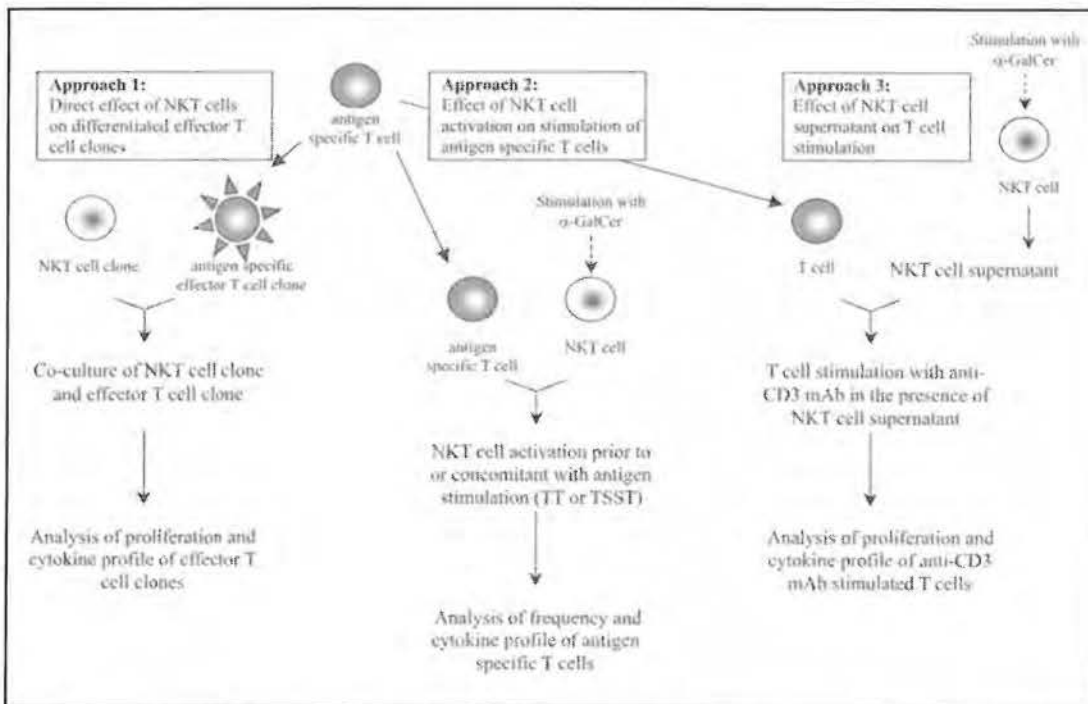 Approach 1:
Direct effect of NKT cells
on differentiated effector T
cell clones
antigen
specific T cell
NKT cell clone
antigen specific
effector T cell clone
Co-culture of NKT cell clone
and effector T cell clone
Analysis of proliferation and
cytokine profile of effector T
cell clones
Approach 2:
Effect of NKT cell
activation on stimulation of
antigen specific T cells
Stimulation with
α-GalCer
antigen
specific T cell
NKT cell
NKT cell activation prior to
or concomitant with antigen
stimulation (TT or TSST)
Analysis of frequency and
cytokine profile of antigen
specific T cells
Approach 3:
Effect of NKT cell
supernatant on T cell
stimulation
Stimulation with
α-GalCer
NKT cell
T cell
NKT cell supernatant
T cell stimulation with anti-
CD3 mAb in the presence of
NKT cell supernatant
Analysis of proliferation and
cytokine profile of anti-CD3
mAb stimulated T cells